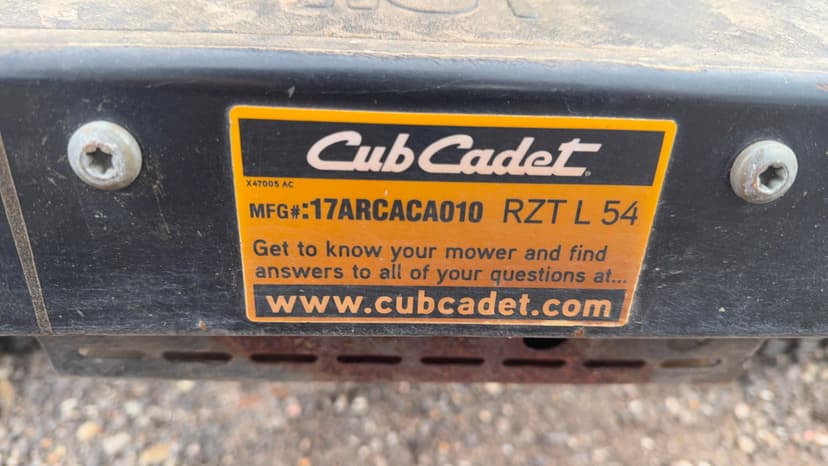 Cub Cadet
X47005 AC
MFG#:17ARCACA010 RZT L 54
Get to know your mower and find
answers to all of your questions at...
www.cubcadet.com